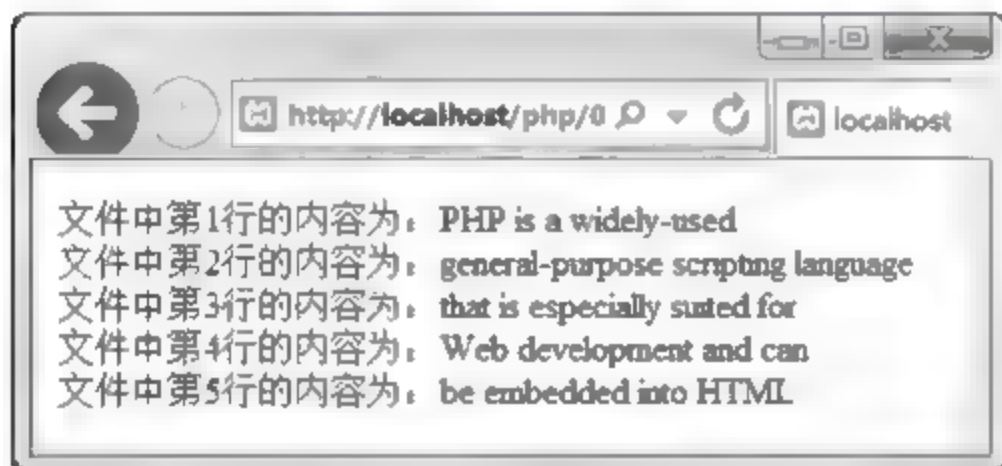 http://localhost/php/0
localhost
文件中第1行的内容为：PHP is a widely-used
文件中第2行的内容为：general-purpose scripting language
文件中第3行的内容为：that is especially suited for
文件中第4行的内容为：Web development and can
文件中第5行的内容为：be embedded into HTML